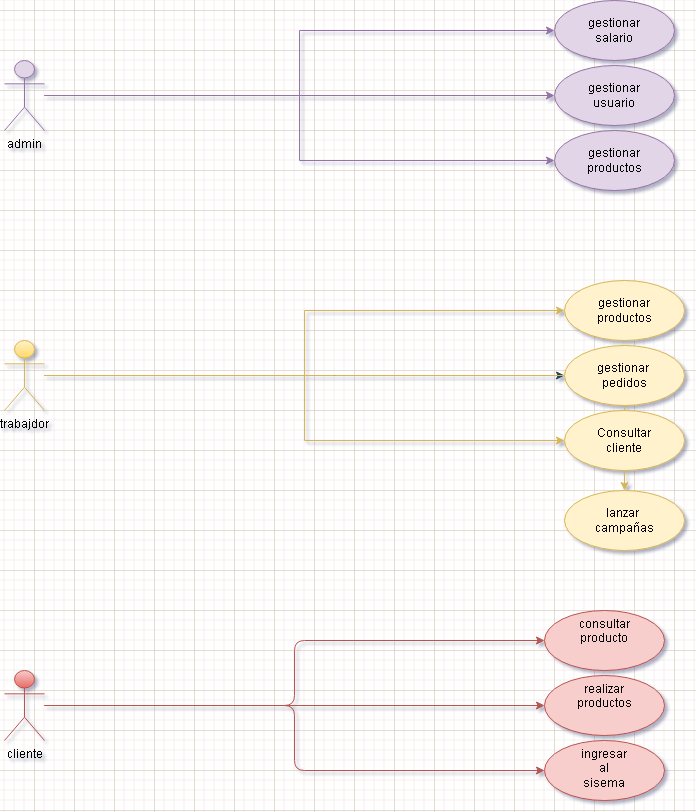 gestionar
salario
gestionar
usuario
admin
gestionar
productos
gestionar
productos
gestionar
pedidos
trabajdor
Consultar
cliente
lanzar
campañas
consultar
producto
realizar
productos
cliente
ingresar
al
sisema